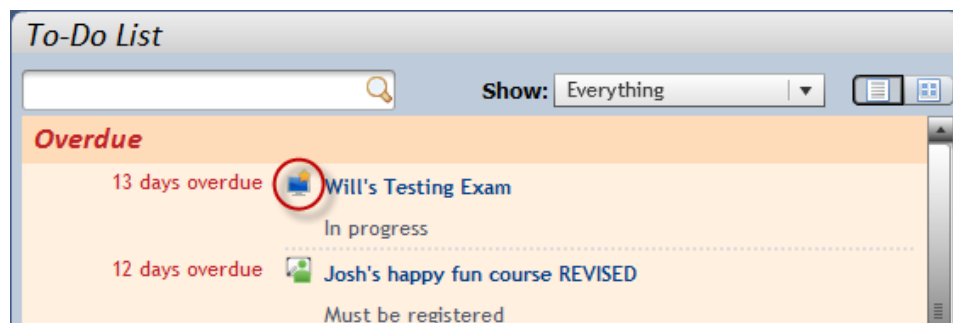 To-Do List
Show: Everything
Overdue
13 days overdue Will's Testing Exam
In progress
12 days overdue Josh's happy fun course REVISED
Must be registered